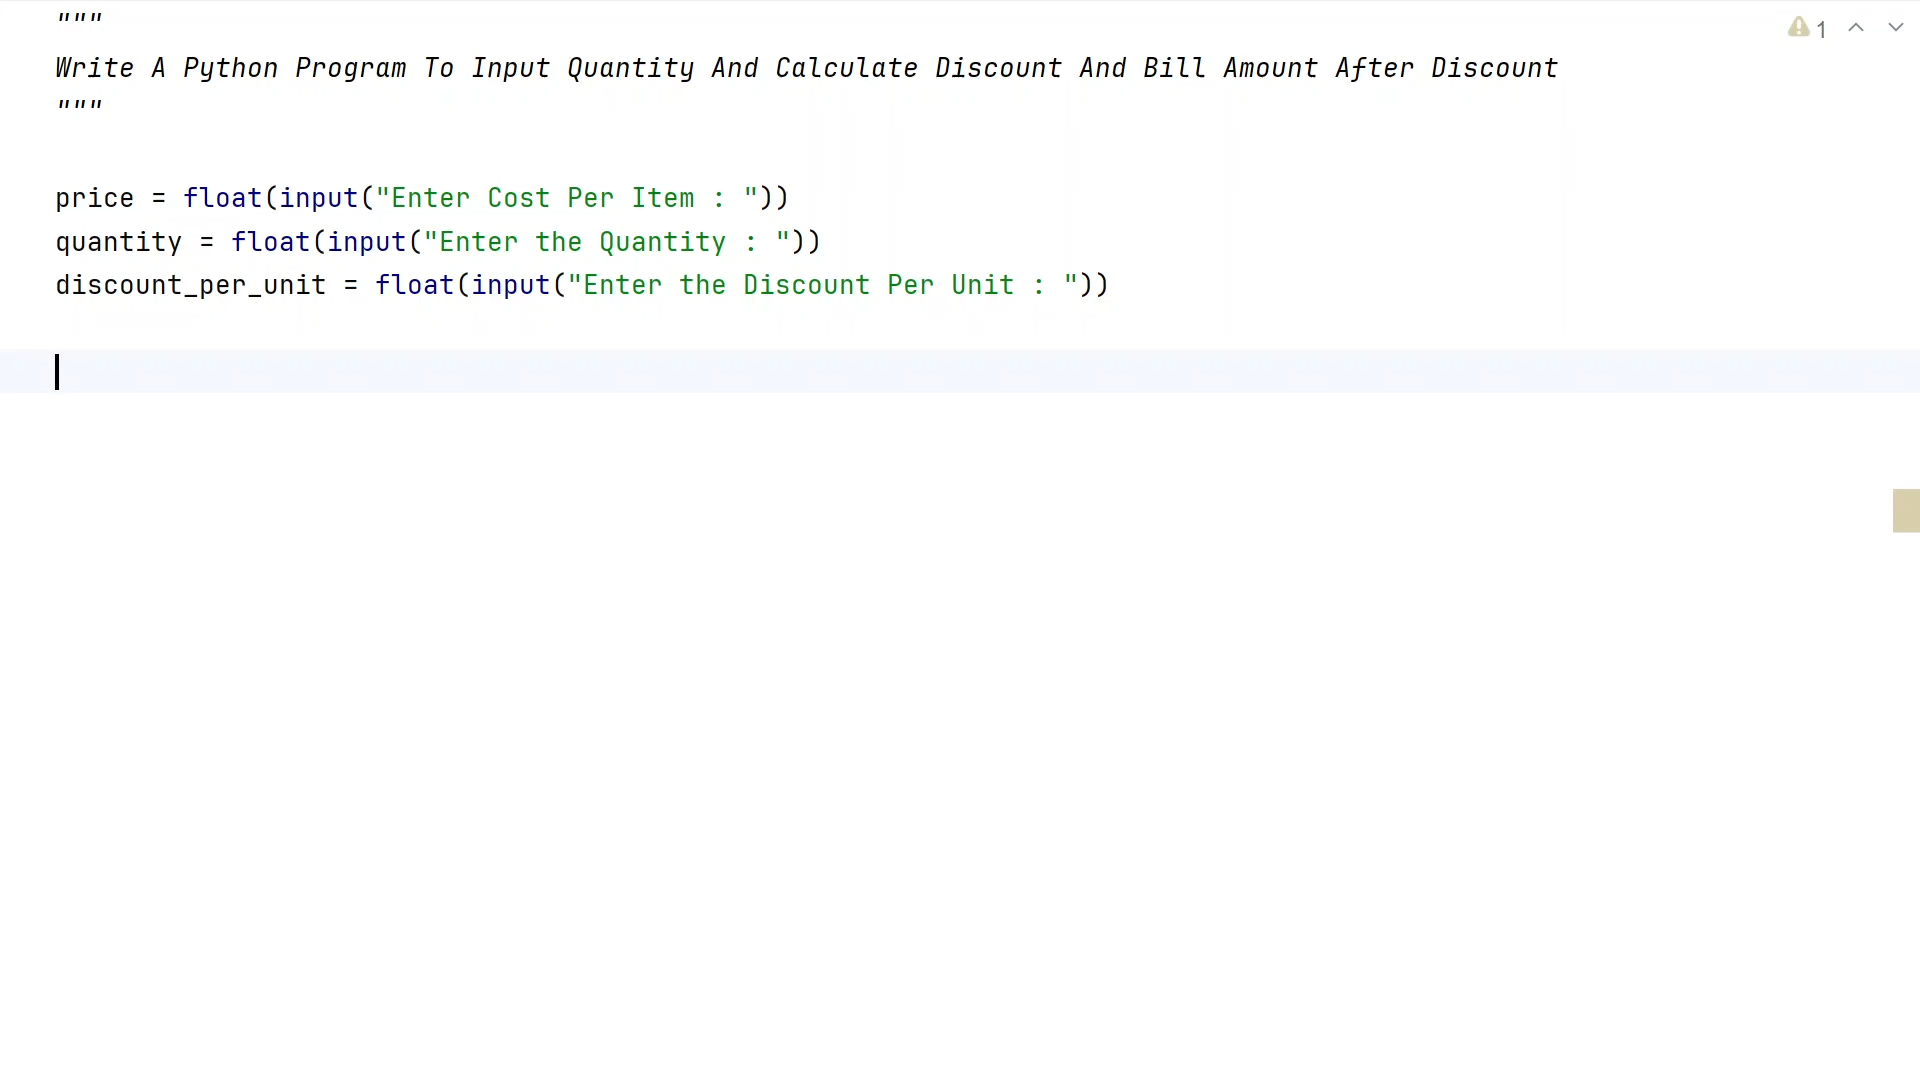 """
Write A Python Program To Input Quantity And Calculate Discount And Bill Amount After Discount
"""
price = float(input("Enter Cost Per Item : "))
quantity = float(input("Enter the Quantity : "))
discount_per_unit = float(input("Enter the Discount Per Unit : "))
1